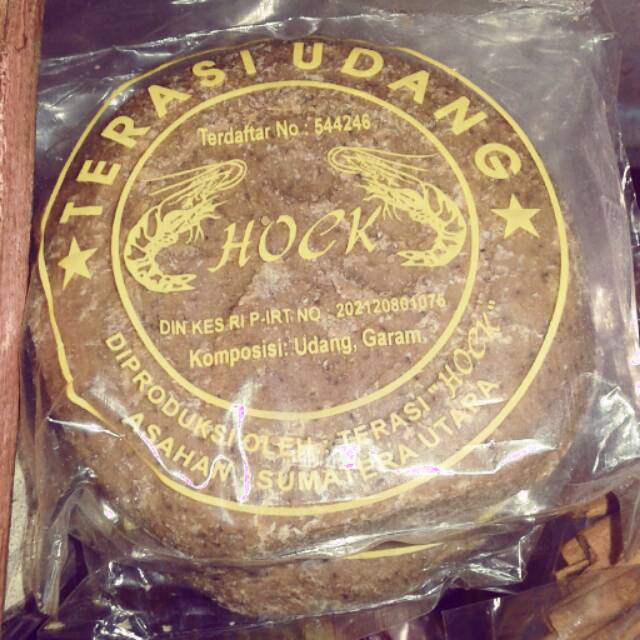 TERASI UDANG
Terdaftar No : 544246
HOCK
DIN KES RI P-IRT NO. 202120861076
Komposisi: Udang, Garam
DIPRODUKSI OLEH : TERASI "HOCK"
ASAHAN SUMATERA UTARA